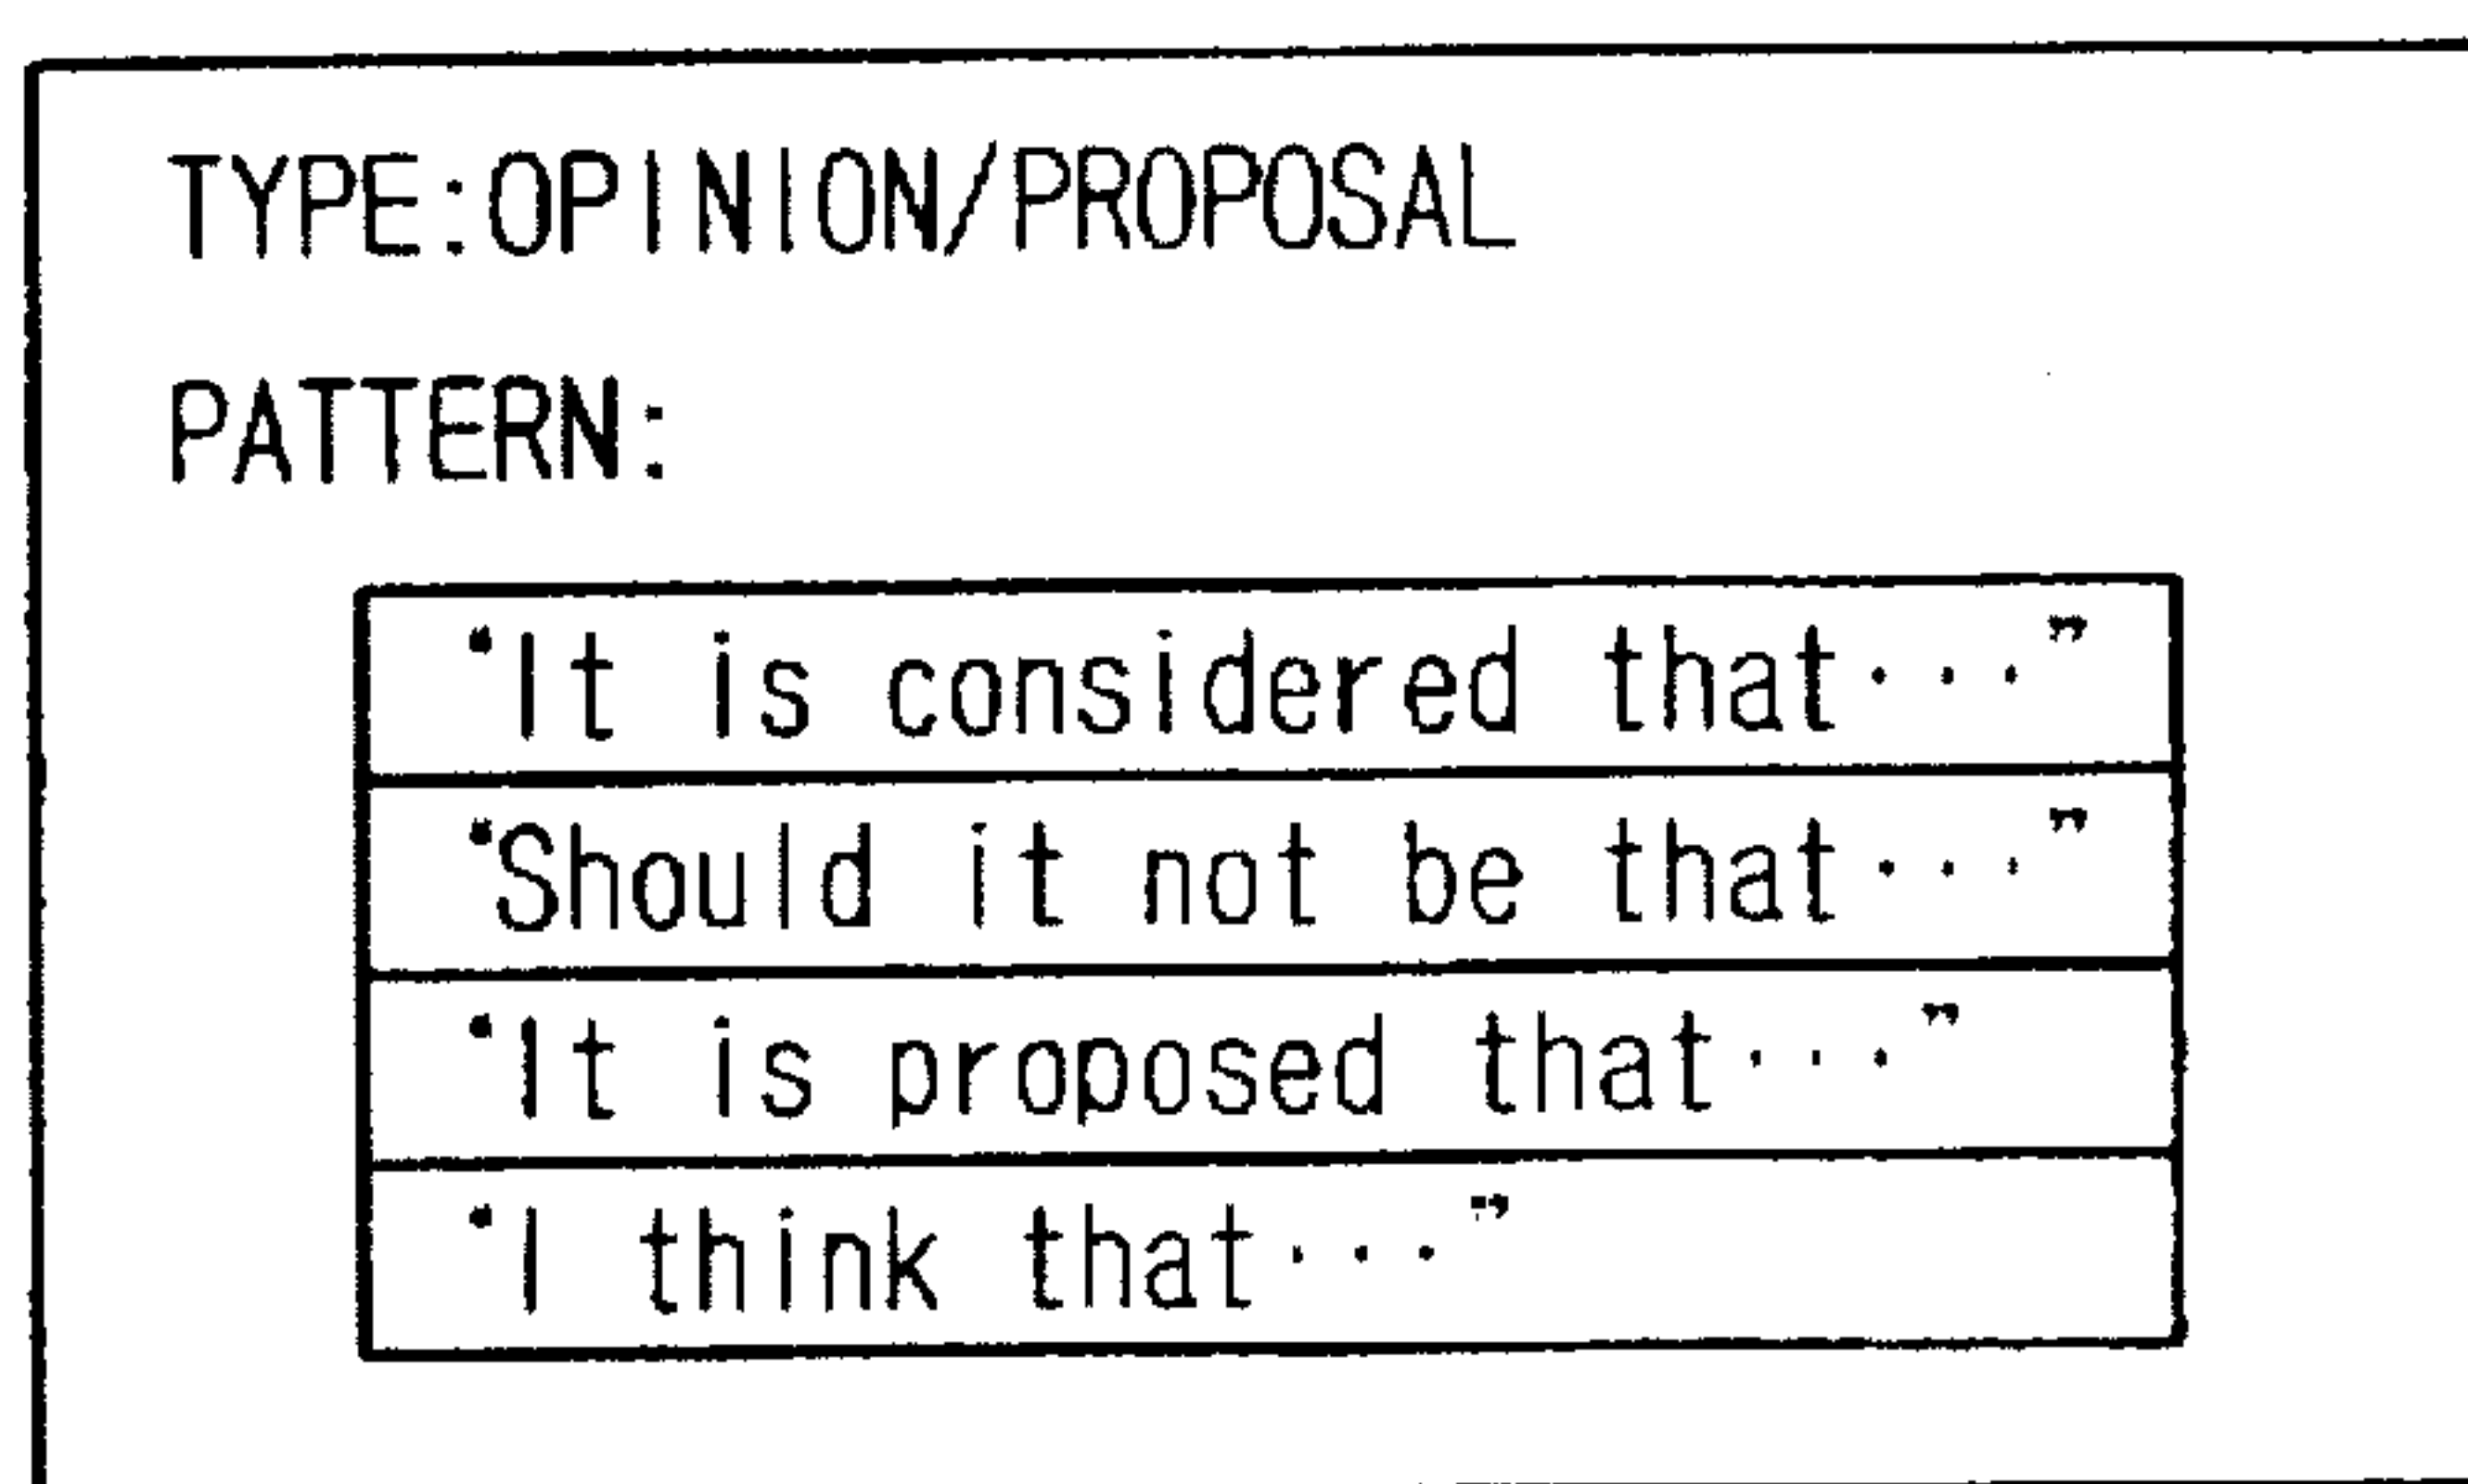 TYPE:OPINION/PROPOSAL
PATTERN:
“It is considered that···”
“Should it not be that···”
“It is proposed that···”
“I think that···”